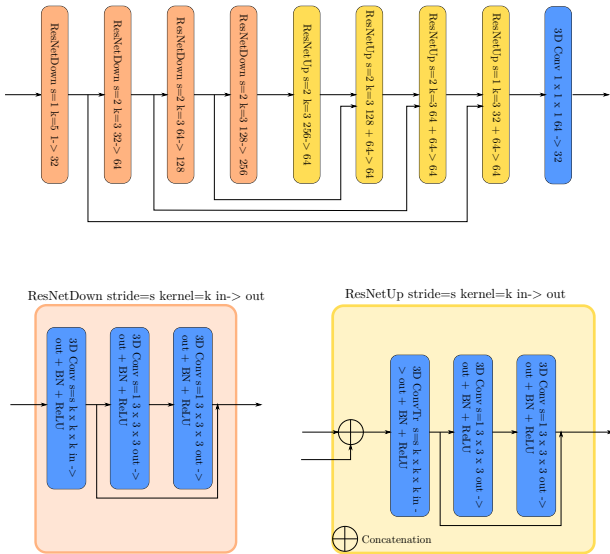 ResNetDown s=1 k=5 1-> 32
ResNetDown s=2 k=3 32-> 64
ResNetDown s=2 k=3 64-> 128
ResNetDown s=2 k=3 128-> 256
ResNetUp s=2 k=3 256-> 64
ResNetUp s=2 k=3 128 + 64-> 64
ResNetUp s=2 k=3 64 + 64-> 64
ResNetUp s=1 k=3 32 + 64-> 64
3D Conv 1 x 1 x 1 64 -> 32
ResNetDown stride=s kernel=k in-> out
3D Conv s=s k x k x k in ->
out + BN + ReLU
3D Conv s=1 3 x 3 x 3 out ->
out + BN + ReLU
3D Conv s=1 3 x 3 x 3 out ->
out + BN + ReLU
ResNetUp stride=s kernel=k in-> out
3D ConvTr s=s k x k x k in -
> out + BN + ReLU
3D Conv s=1 3 x 3 x 3 out ->
out + BN + ReLU
3D Conv s=1 3 x 3 x 3 out ->
out + BN + ReLU
Concatenation